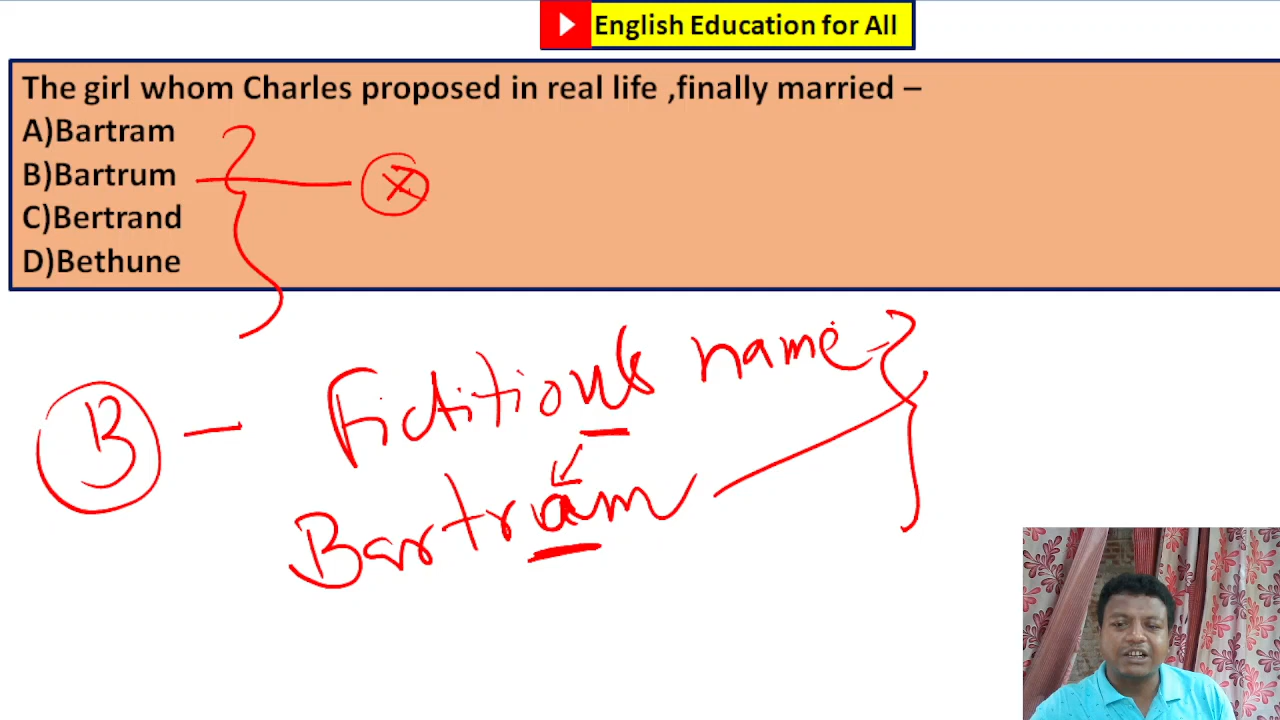 English Education for All
The girl whom Charles proposed in real life ,finally married –
A)Bartram
B)Bartrum
C)Bertrand
D)Bethune
B – Fictitious name
Bartram